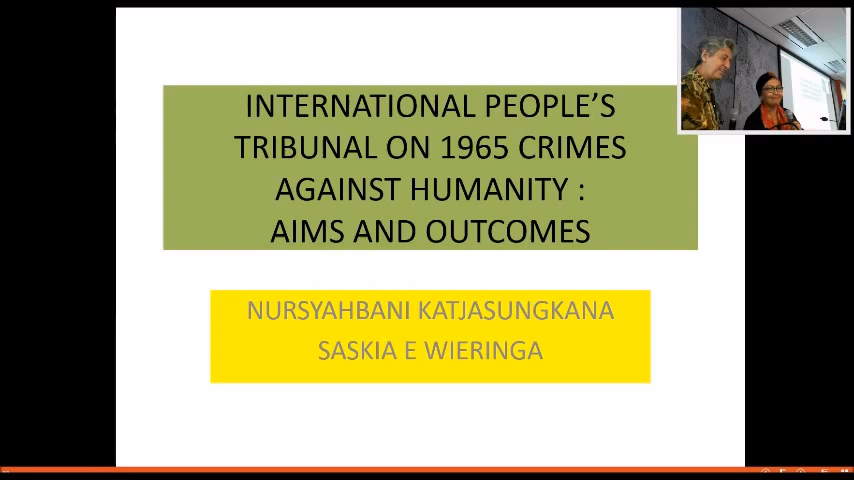 INTERNATIONAL PEOPLE’S
TRIBUNAL ON 1965 CRIMES
AGAINST HUMANITY :
AIMS AND OUTCOMES
NURSYAHBANI KATJASUNGKANA
SASKIA E WIERINGA